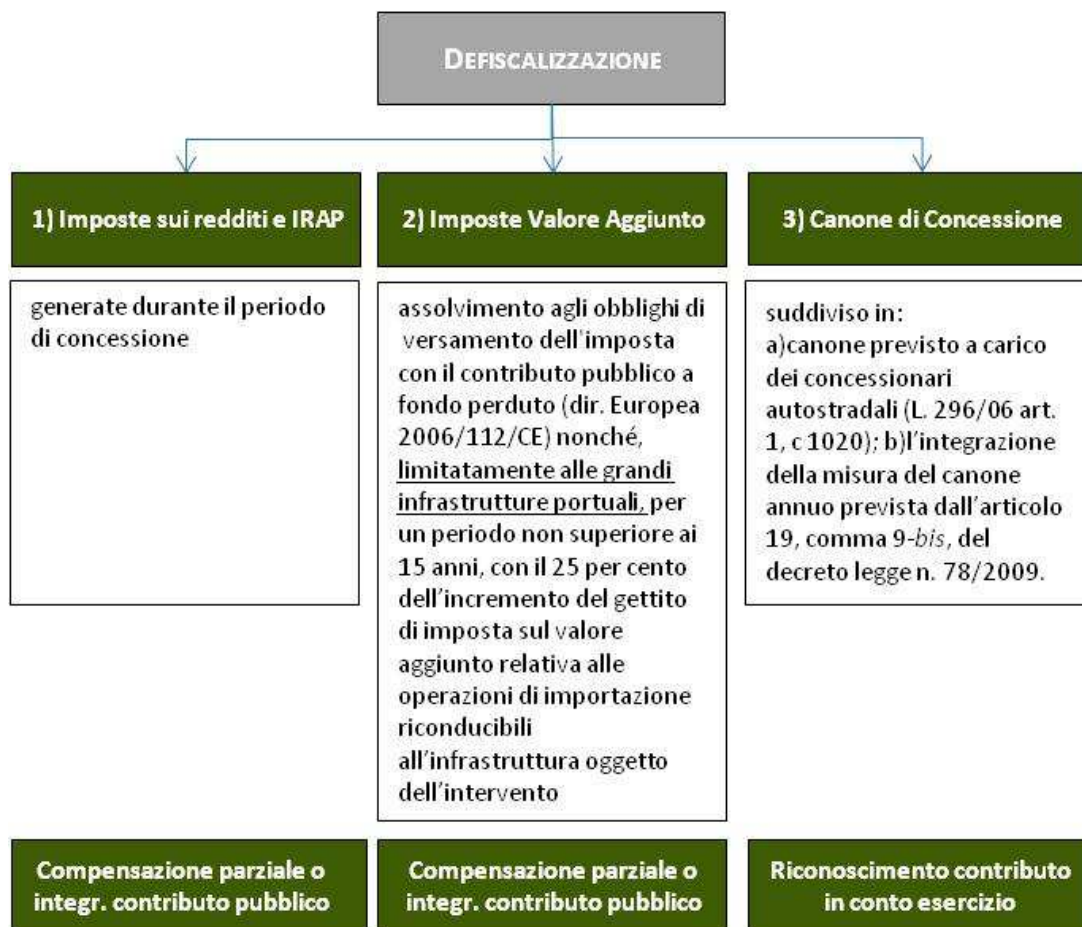 DEFISCALIZZAZIONE
1) Imposte sui redditi e IRAP
generate durante il periodo
di concessione
Compensazione parziale o
integr. contributo pubblico
2) Imposte Valore Aggiunto
assolvimento agli obblighi di
versamento dell'imposta
con il contributo pubblico a
fondo perduto (dir. Europea
2006/112/CE) nonché,
limitatamente alle grandi
infrastrutture portuali, per
un periodo non superiore ai
15 anni, con il 25 per cento
dell'incremento del gettito
di imposta sul valore
aggiunto relativa alle
operazioni di importazione
riconducibili
all'infrastruttura oggetto
dell'intervento
Compensazione parziale o
integr. contributo pubblico
3) Canone di Concessione
suddiviso in:
a)canone previsto a carico
dei concessionari
autostradali (L. 296/06 art.
1, c 1020); b)l'integrazione
della misura del canone
annuo prevista dall'articolo
19, comma 9-bis, del
decreto legge n. 78/2009.
Riconoscimento contributo
in conto esercizio